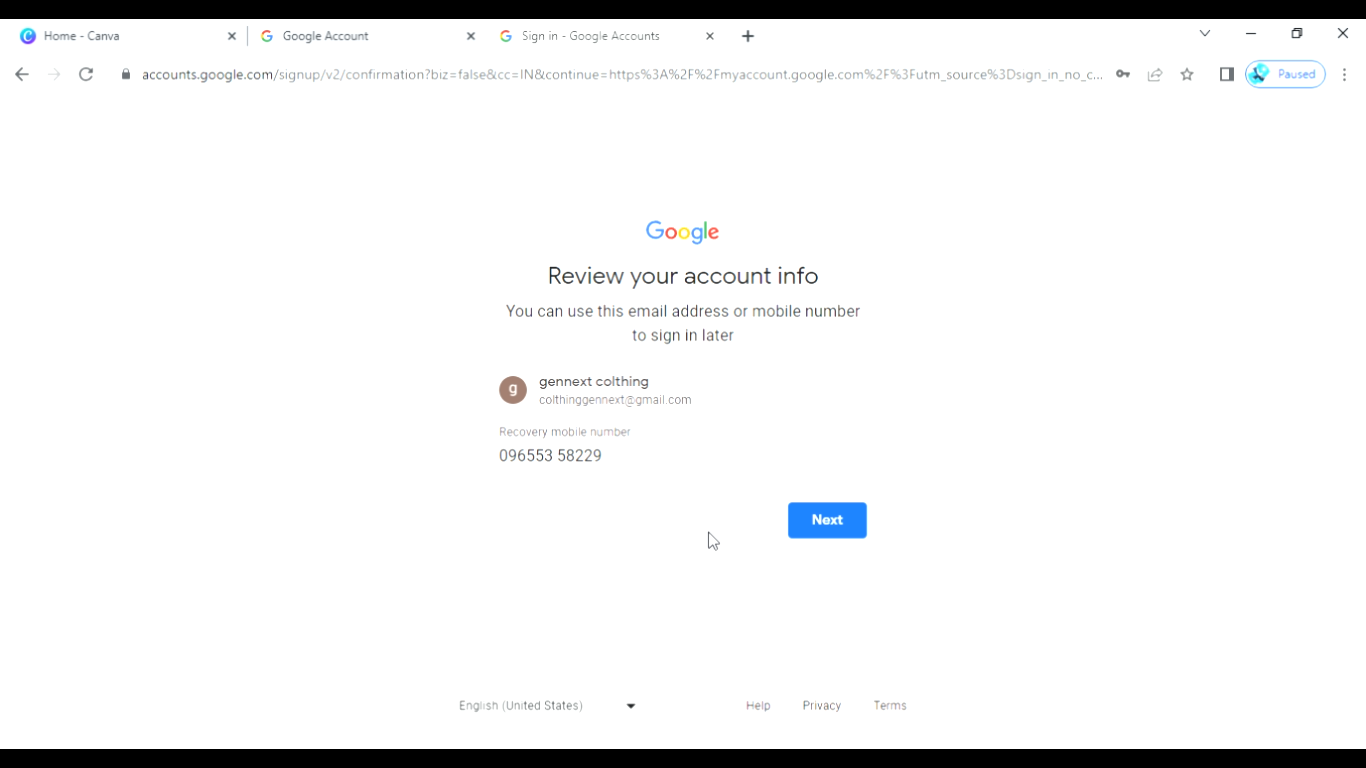 Home - Canva
Google Account
Sign in - Google Accounts
accounts.google.com/signup/v2/confirmation?biz=false&cc=IN&continue=https%3A%2F%2Fmyaccount.google.com%2F%3Futm_source%3Dsign_in_no_c...
Paused
Google
Review your account info
You can use this email address or mobile number
to sign in later
g
gennext colthing
colthinggennext@gmail.com
Recovery mobile number
096553 58229
Next
English (United States)
Help
Privacy
Terms